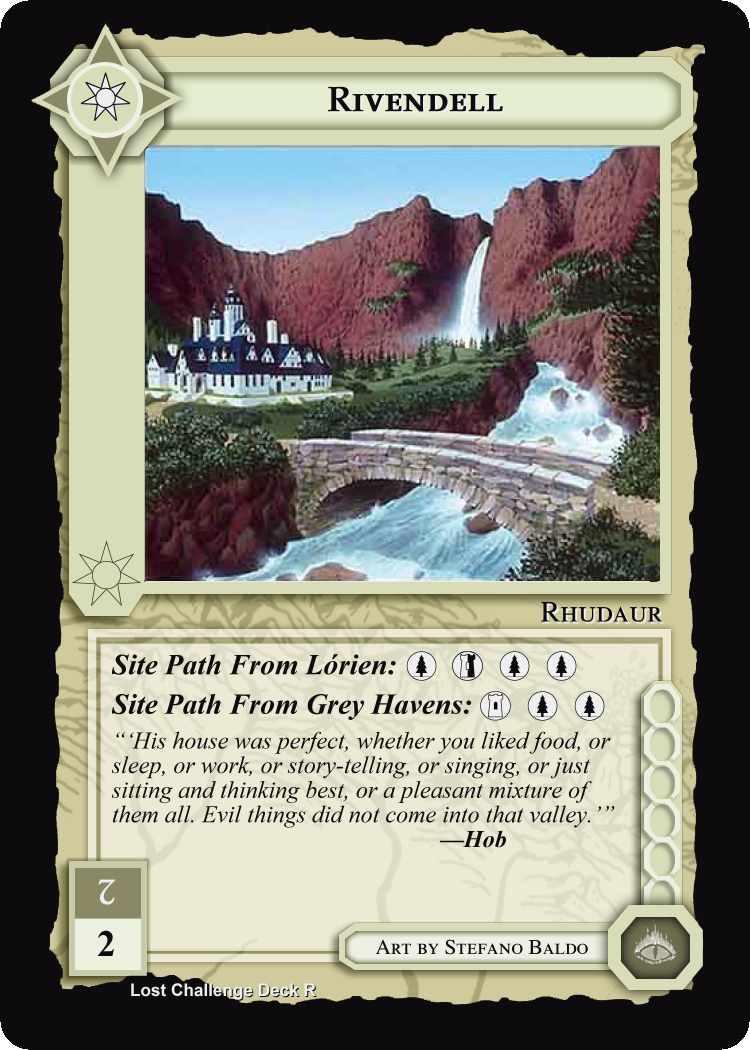 Rivendell
Rhudaur
Site Path From Lórien:
Site Path From Grey Havens:
“‘His house was perfect, whether you liked food, or
sleep, or work, or story-telling, or singing, or just
sitting and thinking best, or a pleasant mixture of
them all. Evil things did not come into that valley.’”
—Hob
2
2
Art by Stefano Baldo
Lost Challenge Deck R